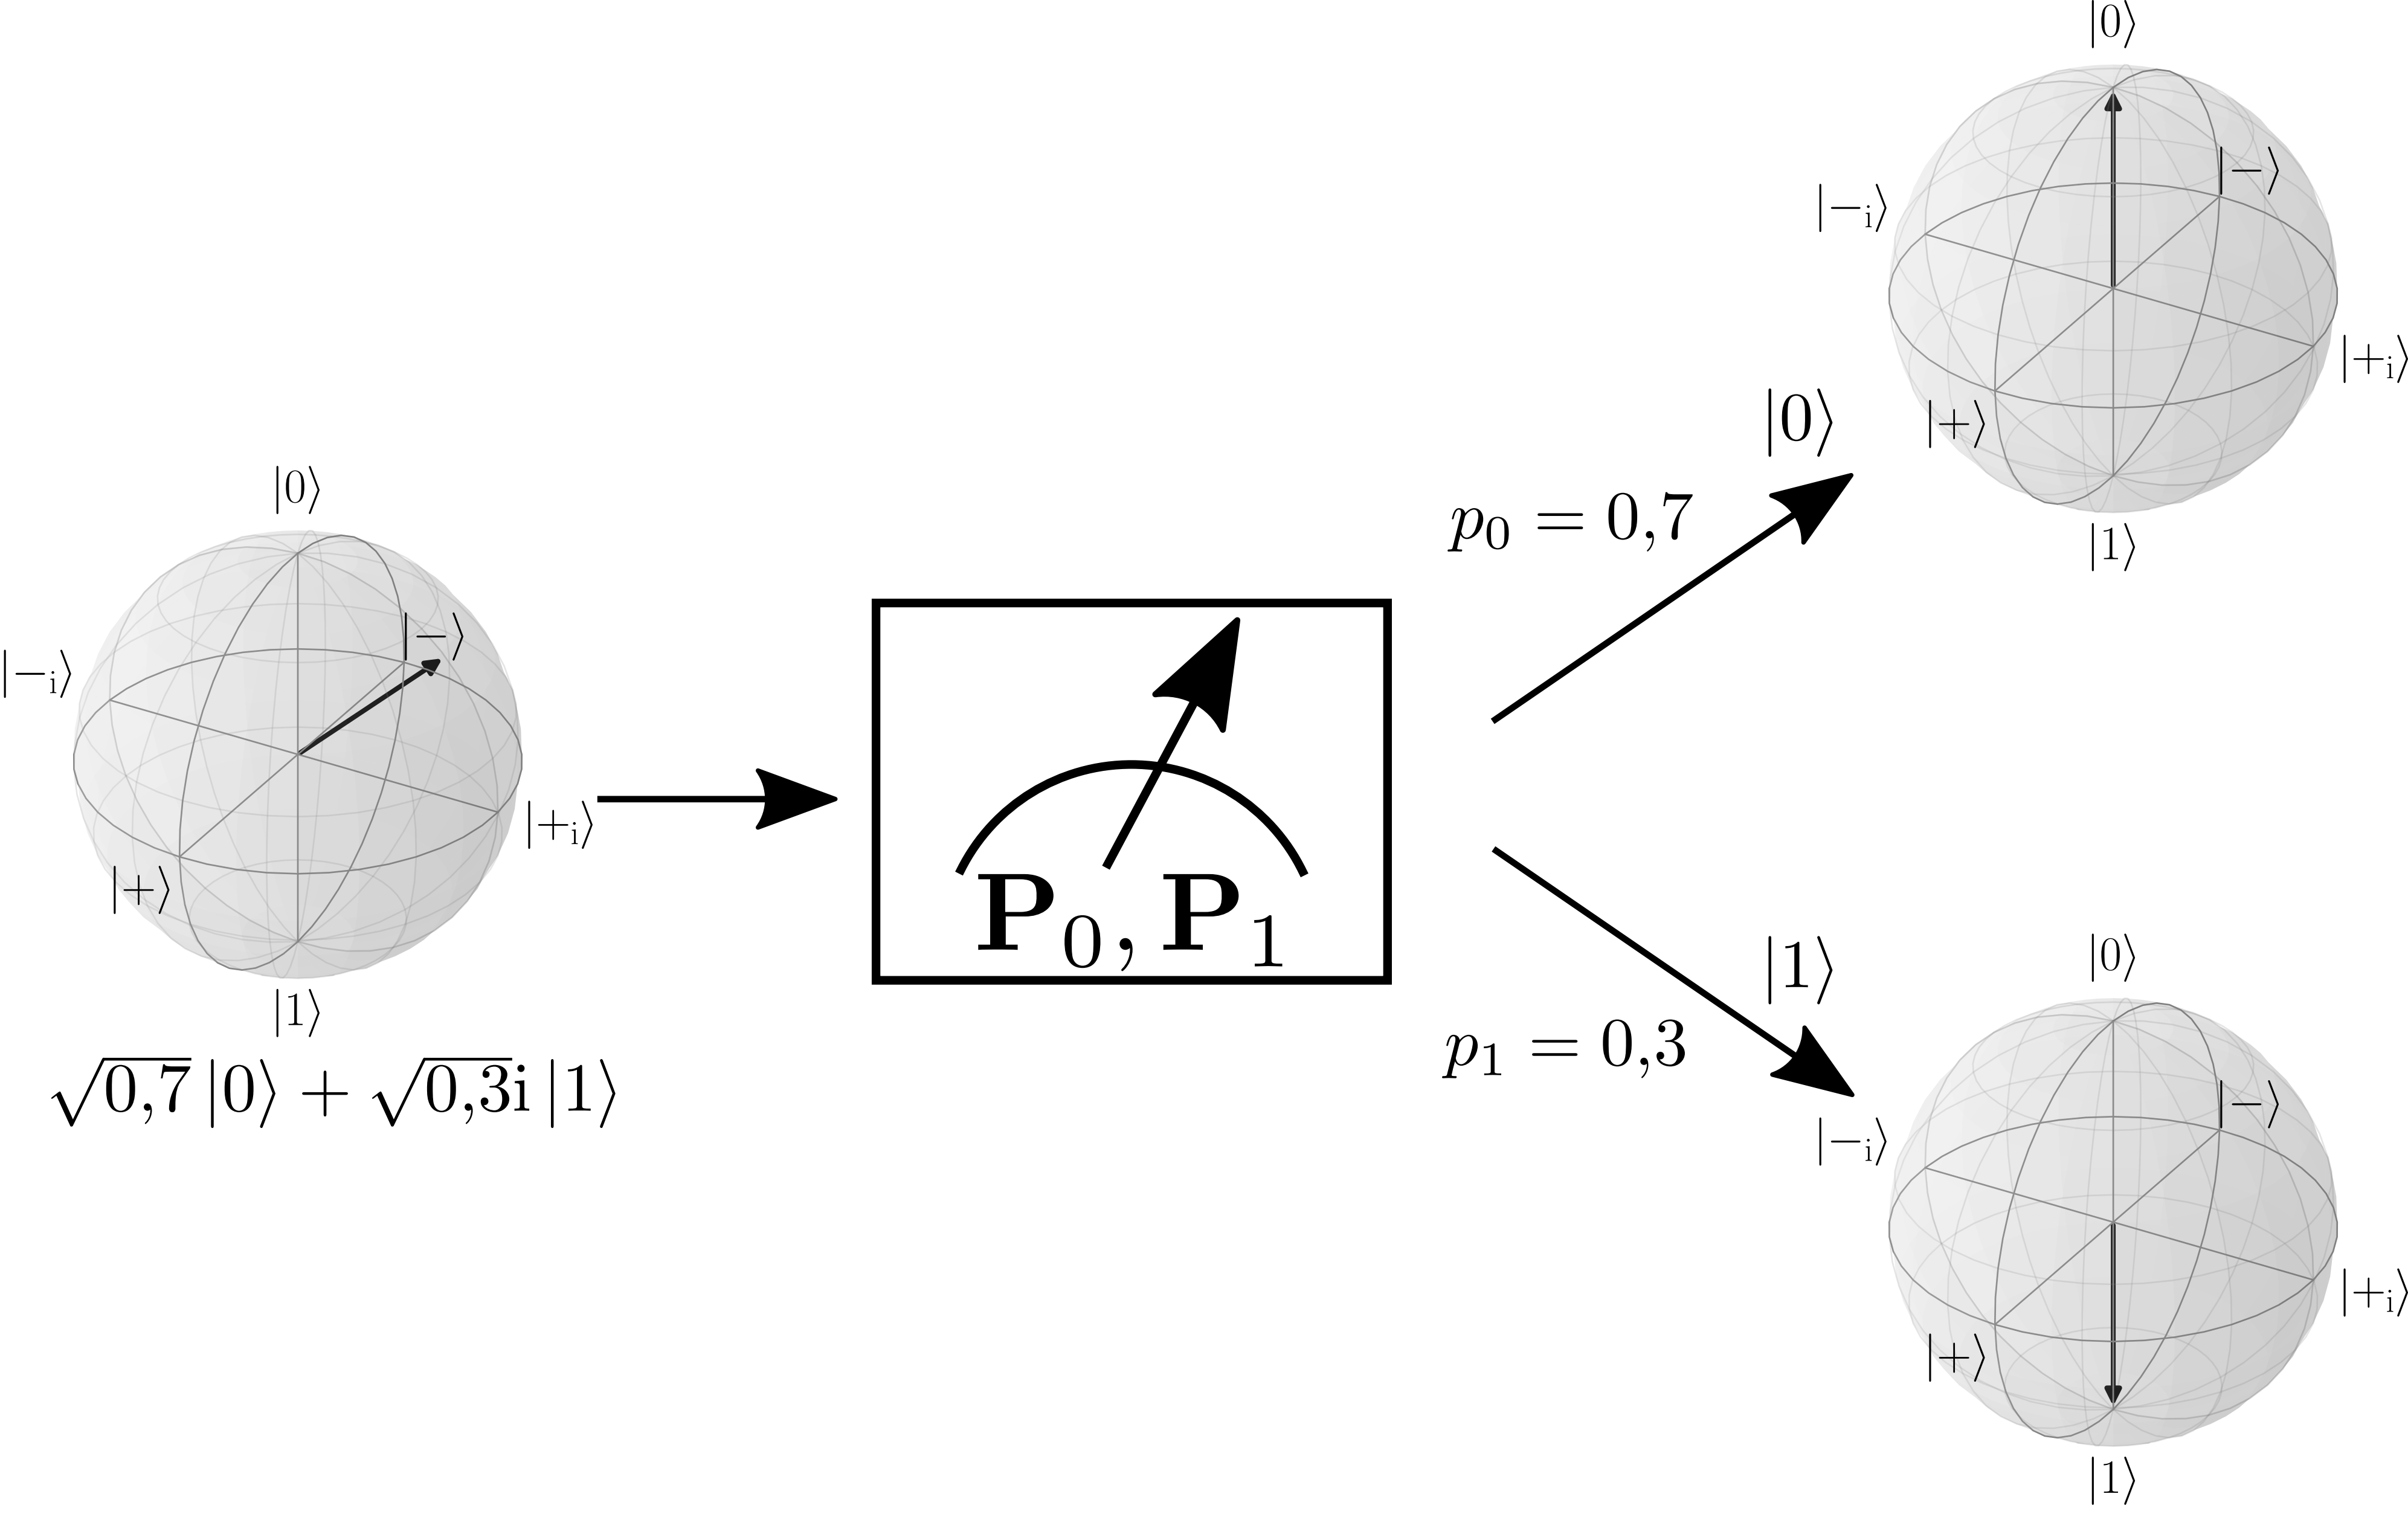 |0⟩
|−⟩
|−ᵢ⟩
|+ᵢ⟩
|+⟩
|1⟩
√0,7 |0⟩ + √0,3i |1⟩
P₀, P₁
p₀ = 0,7
|0⟩
p₁ = 0,3
|1⟩
|0⟩
|−⟩
|−ᵢ⟩
|+ᵢ⟩
|+⟩
|1⟩
|0⟩
|−⟩
|−ᵢ⟩
|+ᵢ⟩
|+⟩
|1⟩